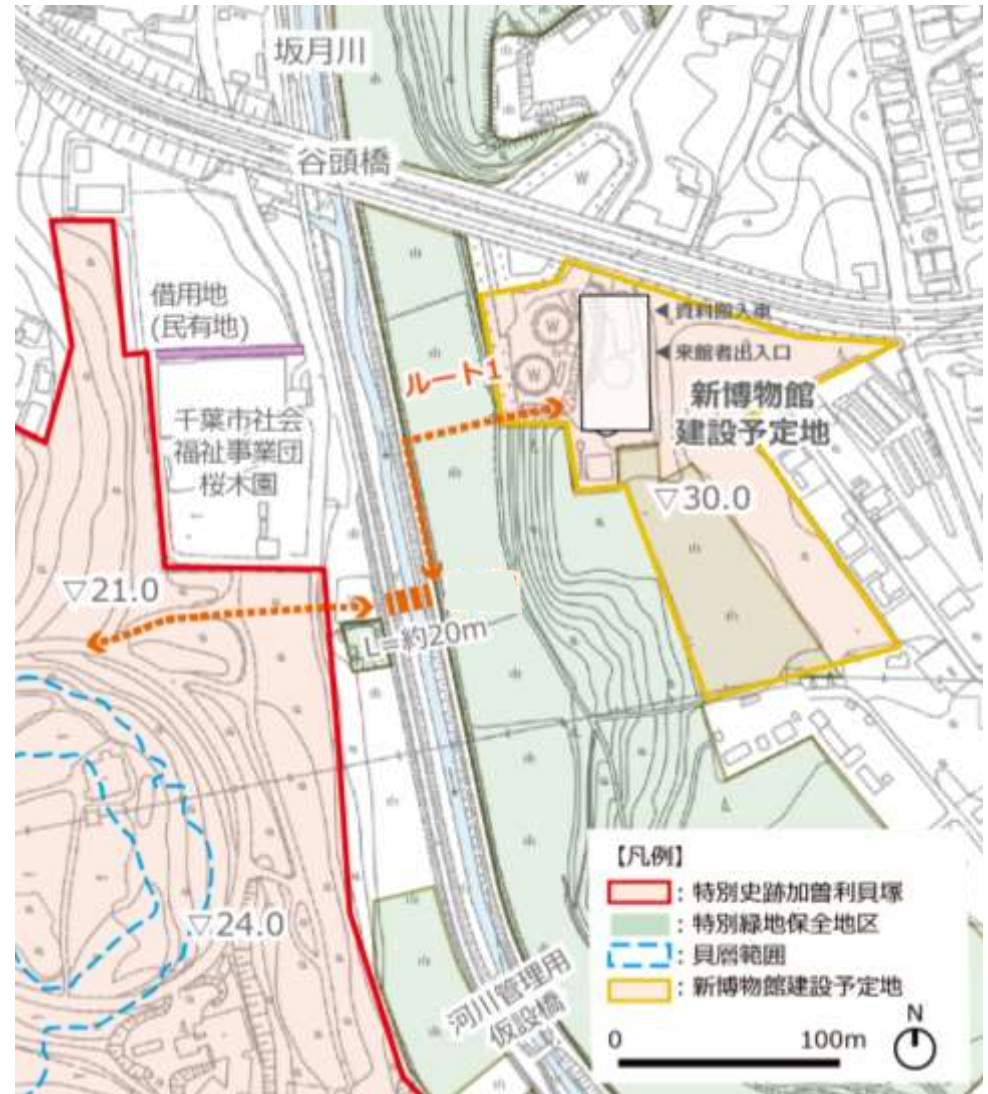 坂月川
谷頭橋
借用地
(民有地)
ルート1
資料搬入車
来館者出入口
新博物館
建設予定地
千葉市社会
福祉事業団
桜木園
▽30.0
▽21.0
L=約20m
▽24.0
河川管理用
仮設橋
【凡例】
:特別史跡加曽利貝塚
:特別緑地保全地区
:貝層範囲
:新博物館建設予定地
N
0 100m
W
W
W